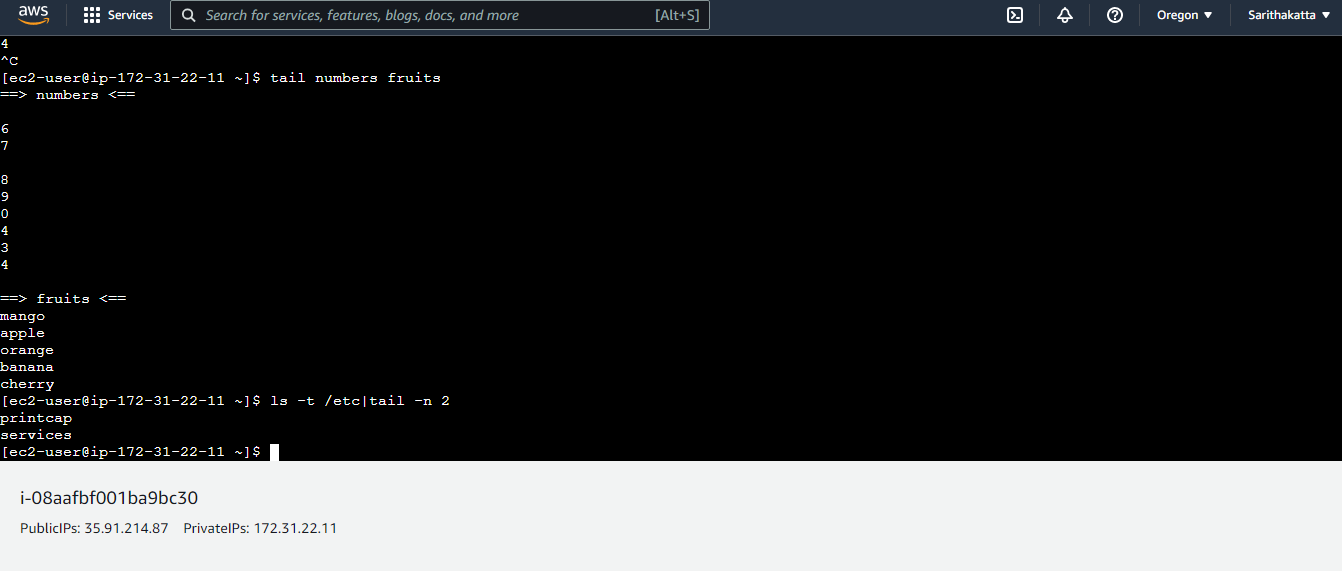 aws Services Search for services, features, blogs, docs, and more [Alt+S] Oregon Sarithakatta
4
^C
[ec2-user@ip-172-31-22-11 ~]$ tail numbers fruits
==> numbers <==
6
7
8
9
0
4
3
4
==> fruits <==
mango
apple
orange
banana
cherry
[ec2-user@ip-172-31-22-11 ~]$ ls -t /etc|tail -n 2
printcap
services
[ec2-user@ip-172-31-22-11 ~]$
i-08aafbf001ba9bc30
PublicIPs: 35.91.214.87 PrivateIPs: 172.31.22.11